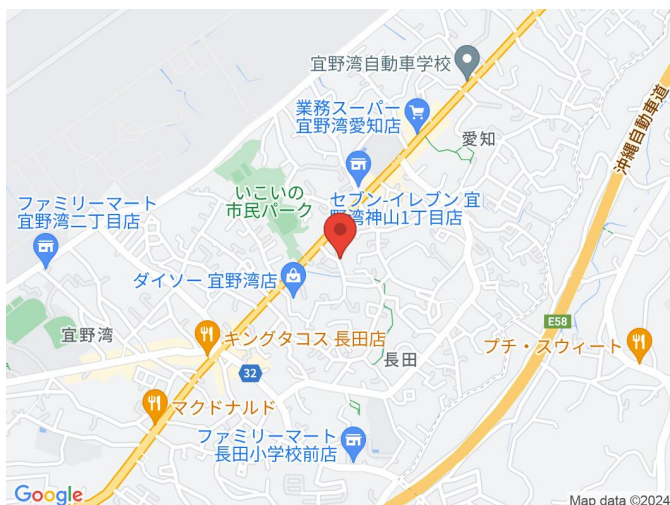 宜野湾自動車学校
業務スーパー
宜野湾愛知店
愛知
沖縄自動車道
いこいの
市民パーク
セブン-イレブン 宜
野湾神山1丁目店
ファミリーマート
宜野湾二丁目店
ダイソー 宜野湾店
E58
宜野湾
キングタコス 長田店
プチ・スウィート
長田
32
マクドナルド
ファミリーマート
長田小学校前店
Google
Map data ©2024